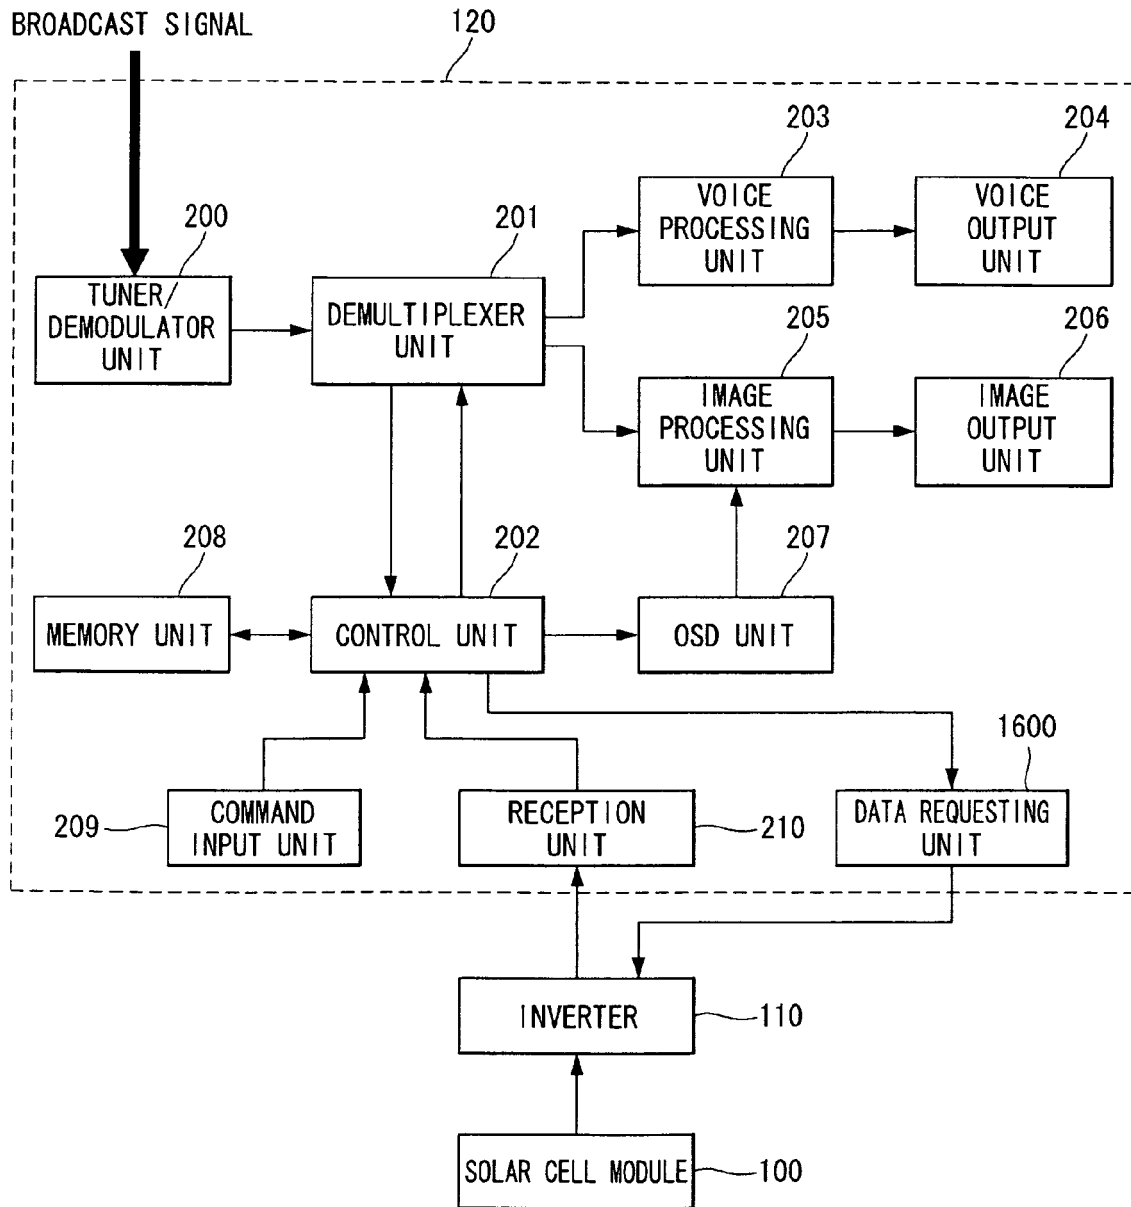 BROADCAST SIGNAL
120
203
204
VOICE
PROCESSING
UNIT
VOICE
OUTPUT
UNIT
200
201
TUNER/
DEMODULATOR
UNIT
DEMULTIPLEXER
UNIT
205
206
IMAGE
PROCESSING
UNIT
IMAGE
OUTPUT
UNIT
208
202
207
MEMORY UNIT
CONTROL UNIT
OSD UNIT
1600
209
COMMAND
INPUT UNIT
RECEPTION
UNIT
210
DATA REQUESTING
UNIT
INVERTER
110
SOLAR CELL MODULE
100